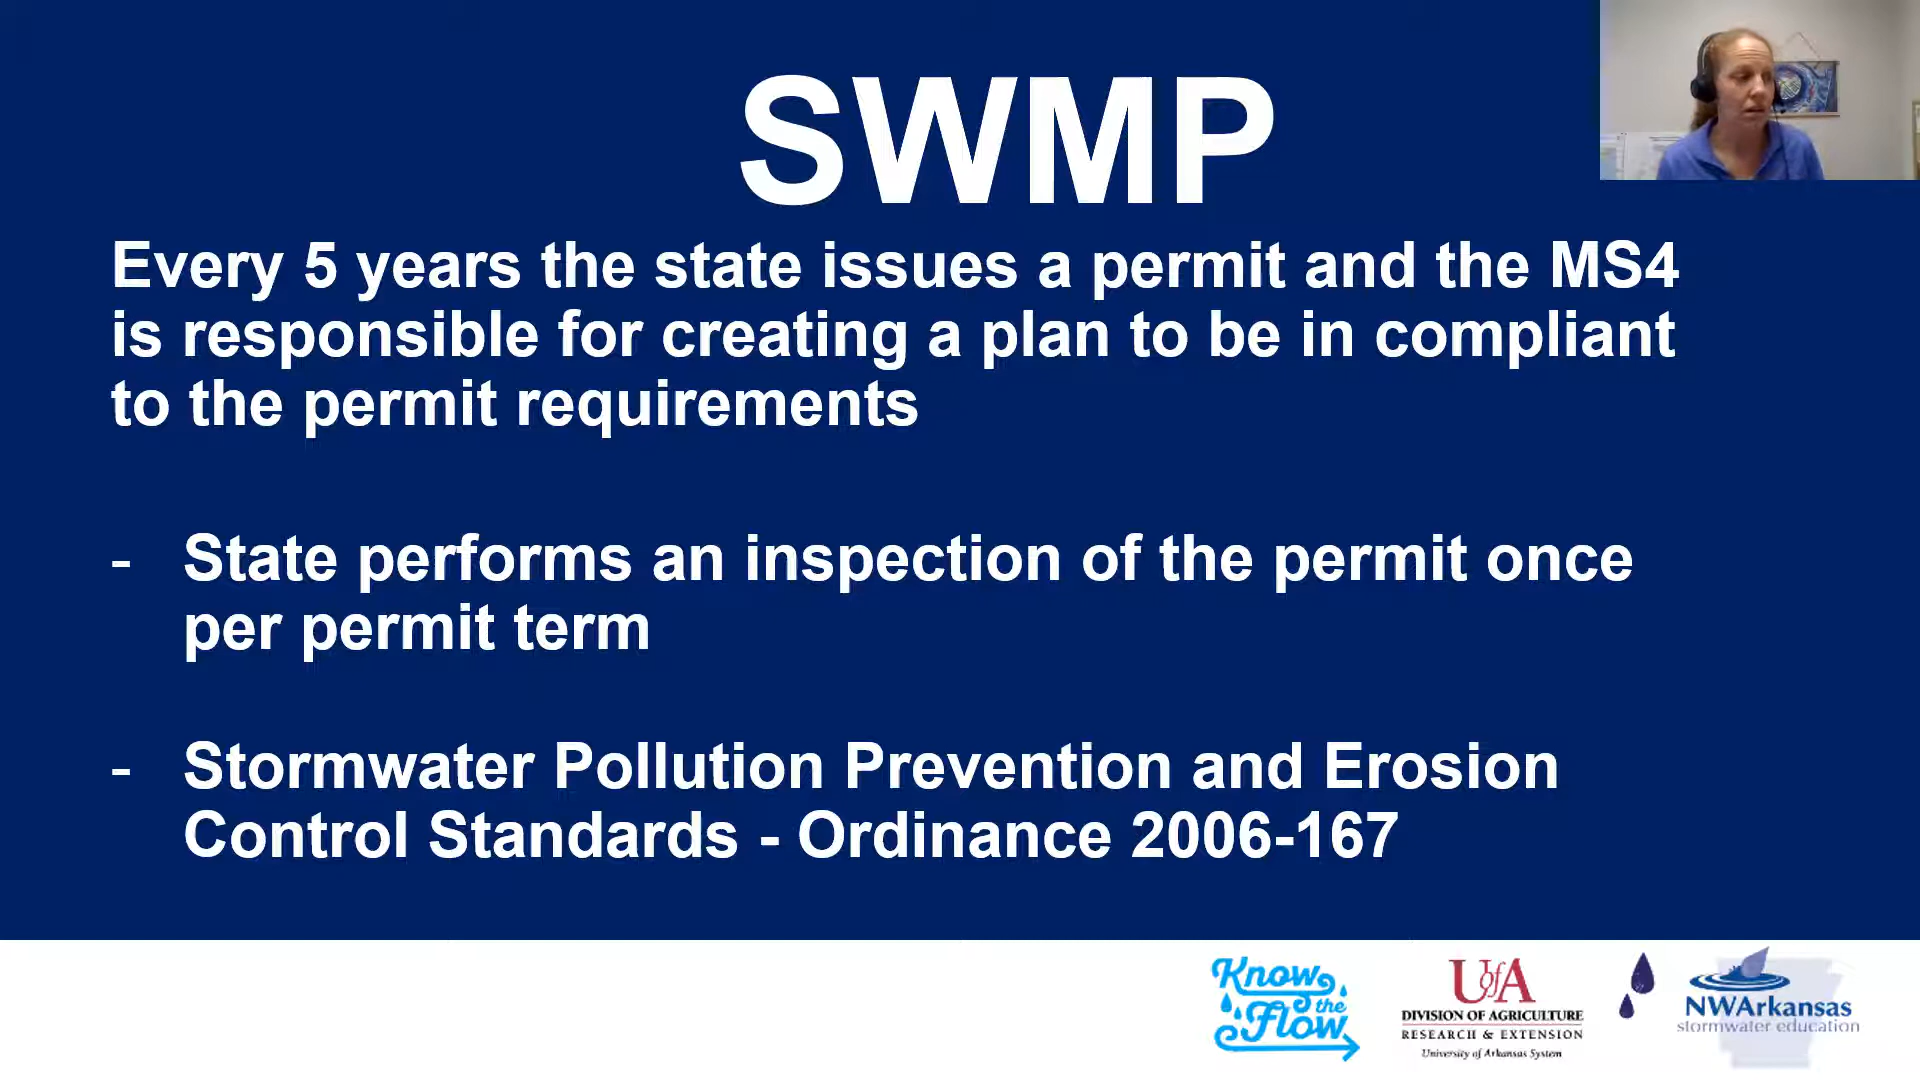 SWMP
Every 5 years the state issues a permit and the MS4
is responsible for creating a plan to be in compliant
to the permit requirements
- State performs an inspection of the permit once
per permit term
- Stormwater Pollution Prevention and Erosion
Control Standards - Ordinance 2006-167
Know
the
Flow
UofA
DIVISION OF AGRICULTURE
RESEARCH & EXTENSION
University of Arkansas System
NWArkansas
stormwater education